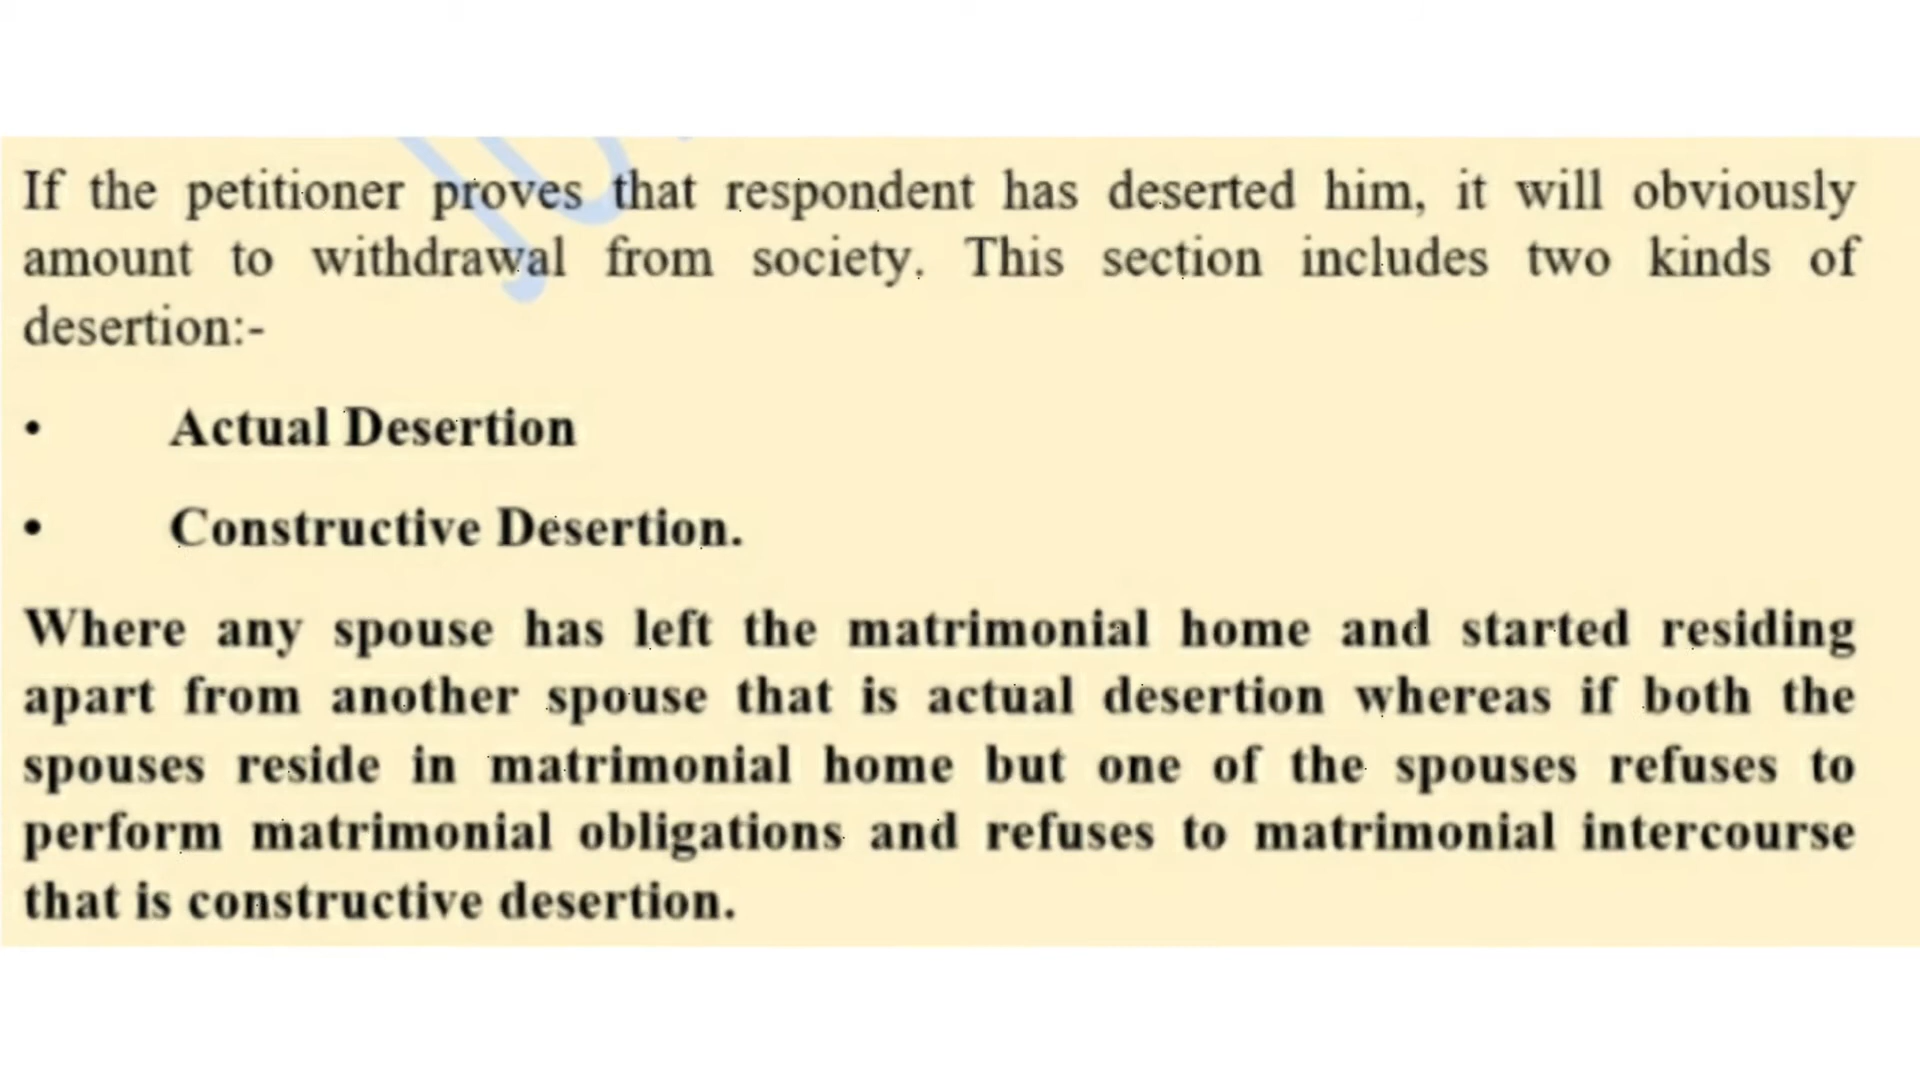 If the petitioner proves that respondent has deserted him, it will obviously
amount to withdrawal from society. This section includes two kinds of
desertion:-
• Actual Desertion
• Constructive Desertion.
Where any spouse has left the matrimonial home and started residing
apart from another spouse that is actual desertion whereas if both the
spouses reside in matrimonial home but one of the spouses refuses to
perform matrimonial obligations and refuses to matrimonial intercourse
that is constructive desertion.